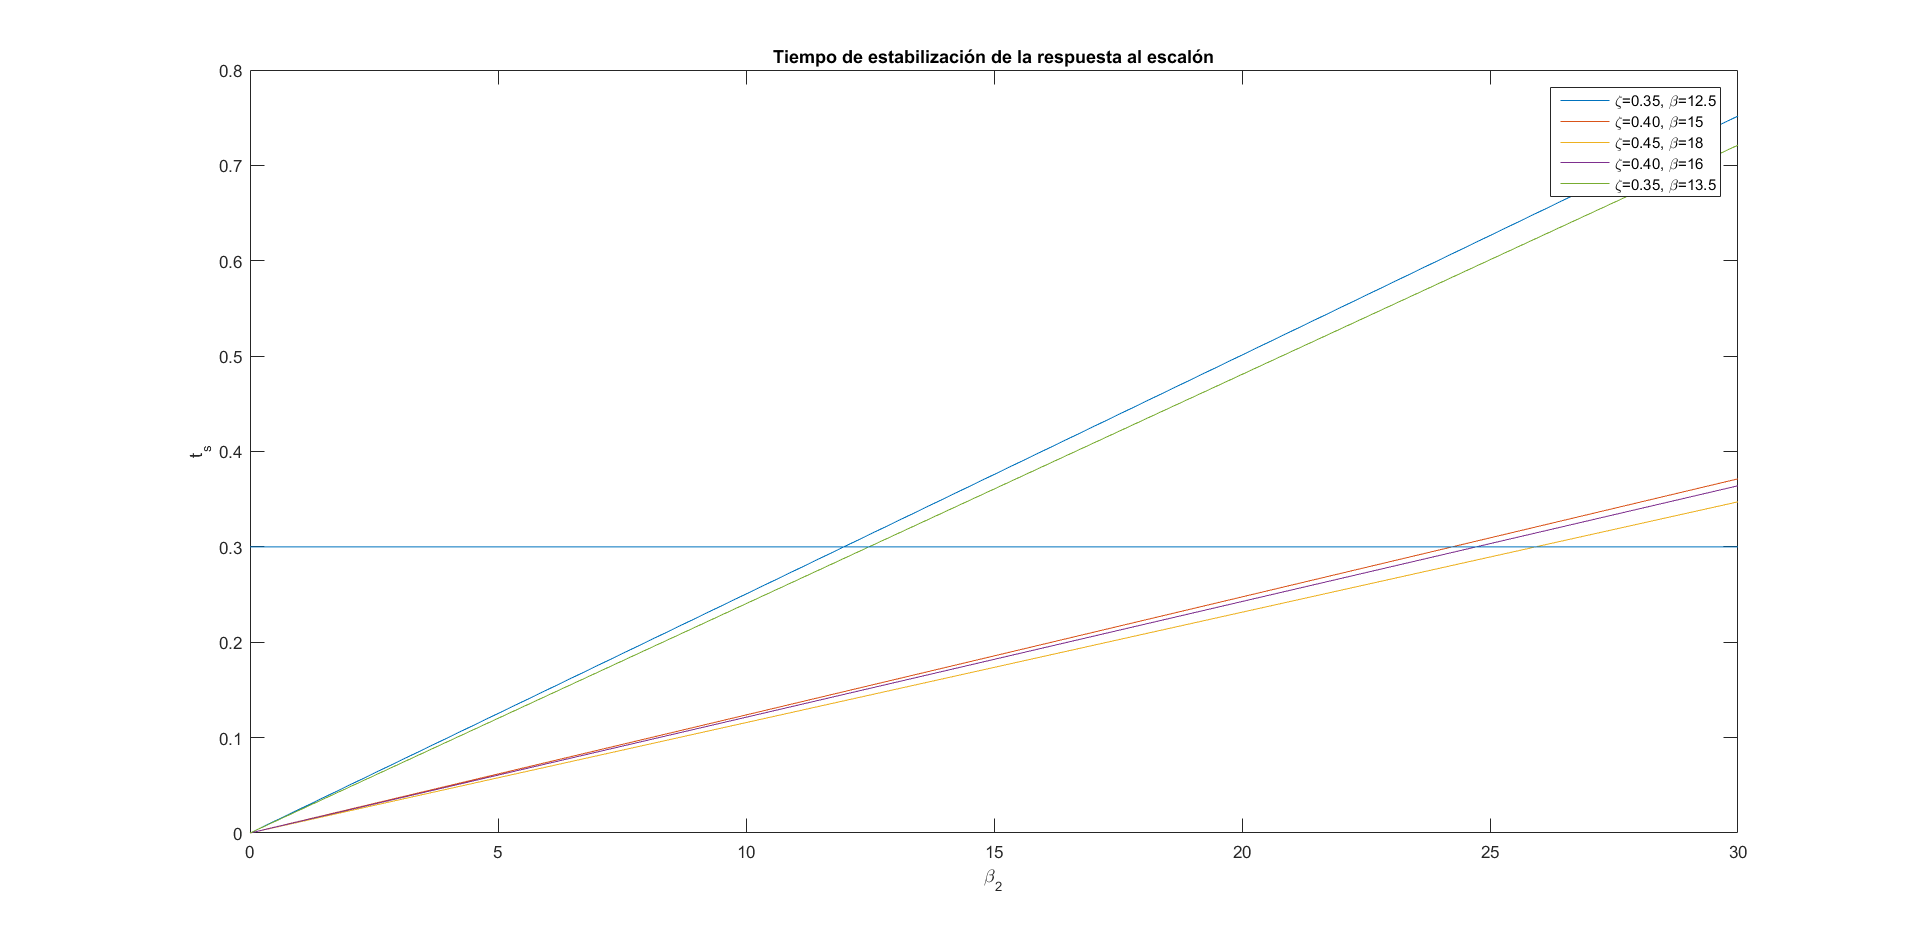 Tiempo de estabilización de la respuesta al escalón
ζ=0.35, β=12.5
ζ=0.40, β=15
ζ=0.45, β=18
ζ=0.40, β=16
ζ=0.35, β=13.5
0.8
0.7
0.6
0.5
0.4
0.3
0.2
0.1
0
t_s
0 5 10 15 20 25 30
β_2